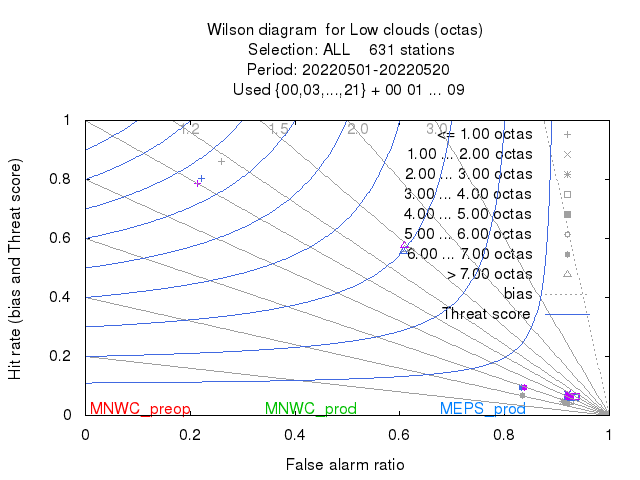 Wilson diagram for Low clouds (octas)
Selection: ALL 631 stations
Period: 20220501-20220520
Used {00,03,...,21} + 00 01 ... 09
1.2 1.5 2.0 3.0
<= 1.00 octas
1.00 ... 2.00 octas
2.00 ... 3.00 octas
3.00 ... 4.00 octas
4.00 ... 5.00 octas
5.00 ... 6.00 octas
6.00 ... 7.00 octas
> 7.00 octas
bias
Threat score
Hit rate (bias and Threat score)
1
0.8
0.6
0.4
0.2
0
MNWC_preop MNWC_prod MEPS_prod
0 0.2 0.4 0.6 0.8 1
False alarm ratio